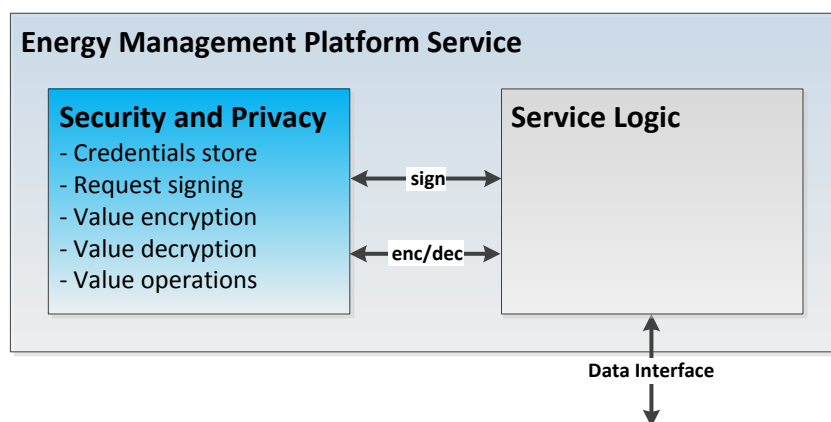 Energy Management Platform Service
Security and Privacy
- Credentials store
- Request signing
- Value encryption
- Value decryption
- Value operations
Service Logic
sign
enc/dec
Data Interface